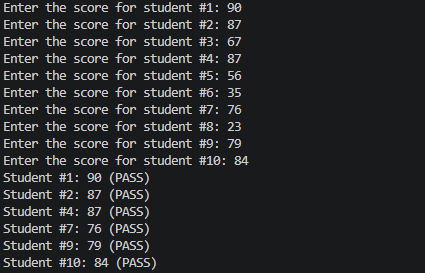 Enter the score for student #1: 90
Enter the score for student #2: 87
Enter the score for student #3: 67
Enter the score for student #4: 87
Enter the score for student #5: 56
Enter the score for student #6: 35
Enter the score for student #7: 76
Enter the score for student #8: 23
Enter the score for student #9: 79
Enter the score for student #10: 84
Student #1: 90 (PASS)
Student #2: 87 (PASS)
Student #4: 87 (PASS)
Student #7: 76 (PASS)
Student #9: 79 (PASS)
Student #10: 84 (PASS)